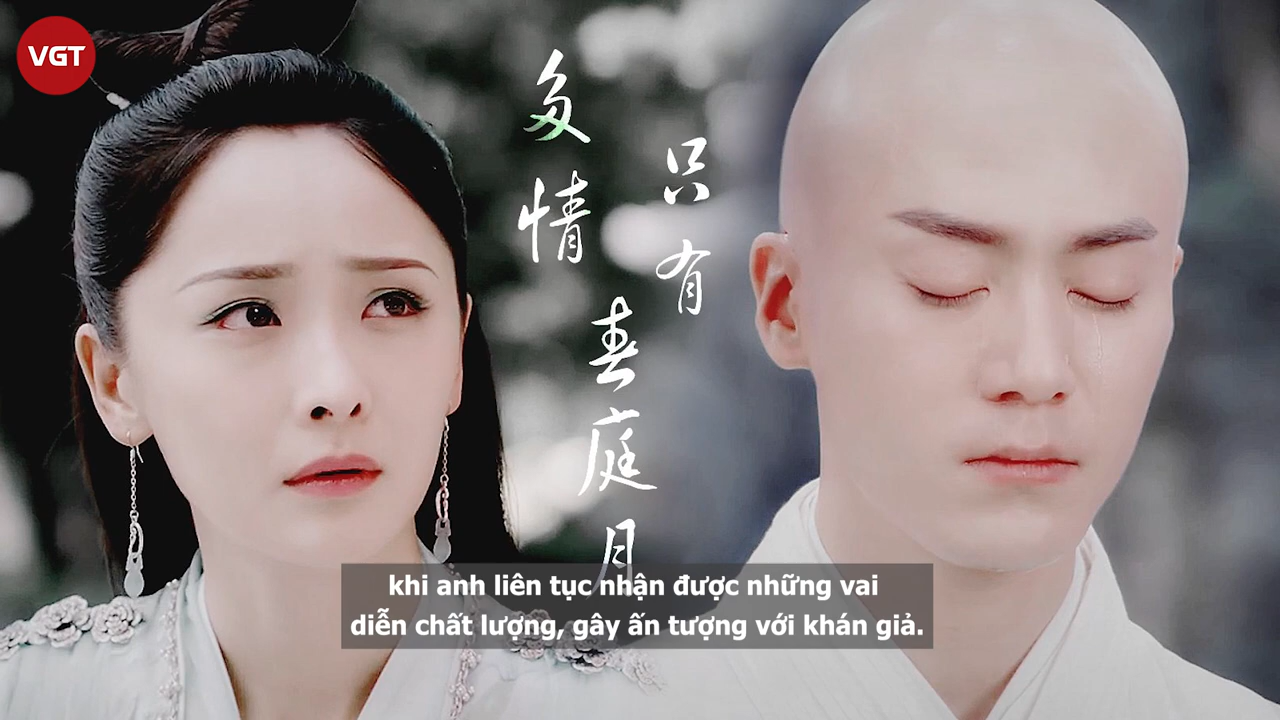 VGT
只有
多情
春庭月
khi anh liên tục nhận được những vai
diễn chất lượng, gây ấn tượng với khán giả.